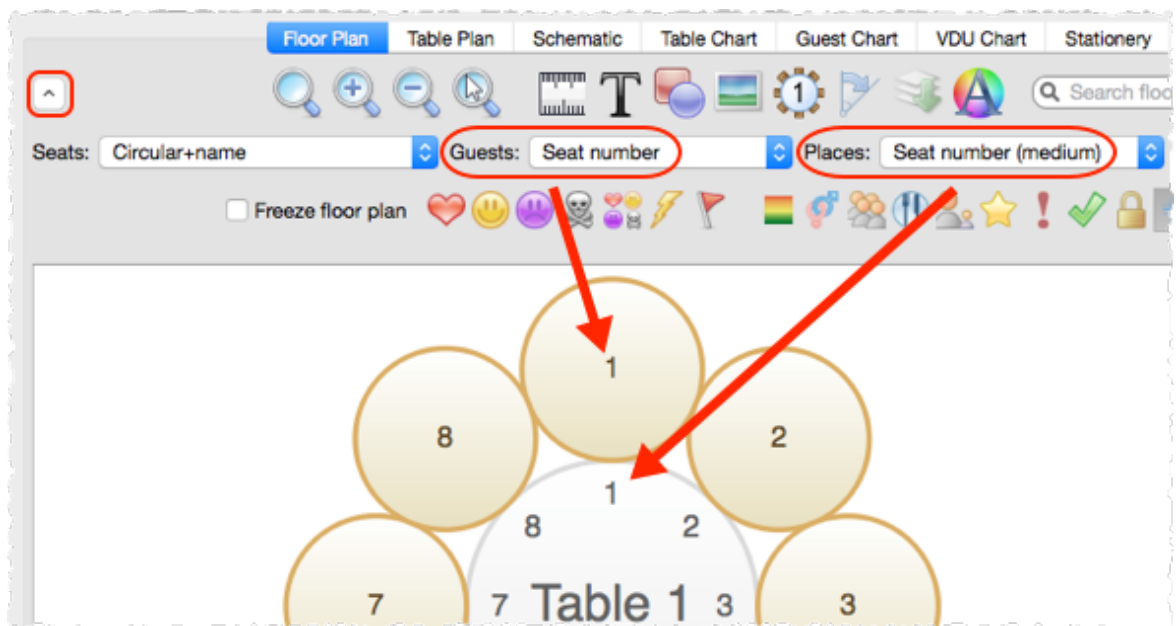 Floor Plan Table Plan Schematic Table Chart Guest Chart VDU Chart Stationery
T 1 A Search floo
Seats: Circular+name Guests: Seat number Places: Seat number (medium)
Freeze floor plan
1
8 2
1
8 2
7 7 Table 1 3 3